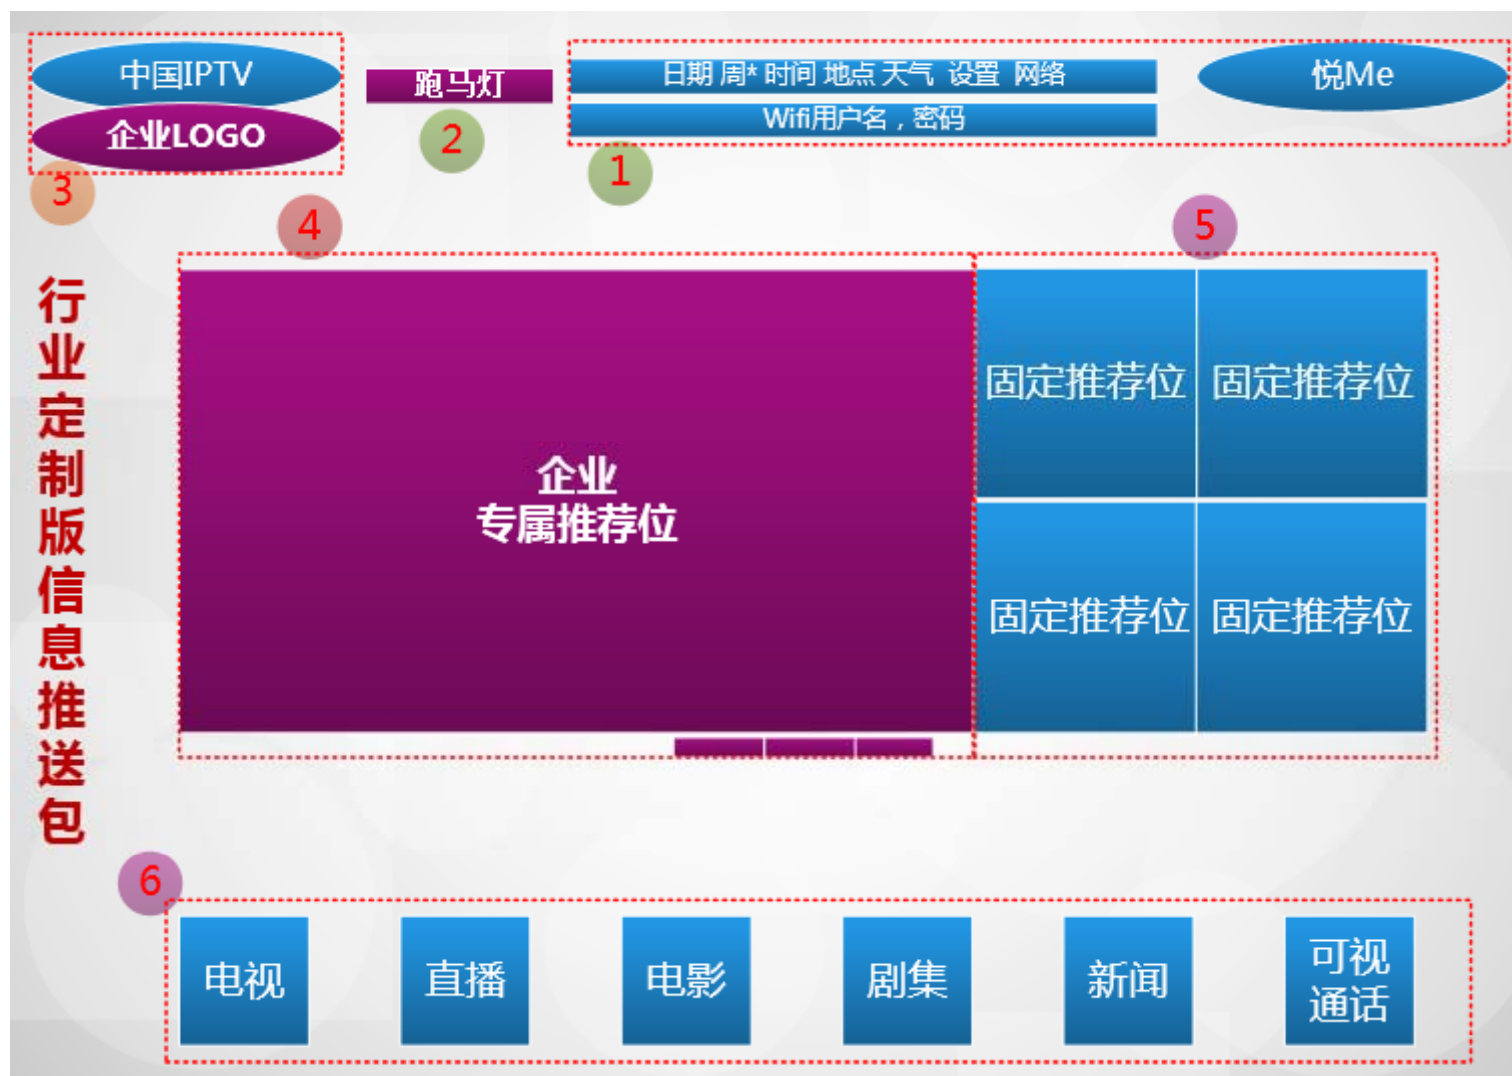 中国IPTV
企业LOGO
跑马灯
日期 周* 时间 地点 天气 设置 网络
Wifi用户名，密码
悦Me
3
2
1
4
5
行业定制版信息推送包
企业
专属推荐位
固定推荐位
固定推荐位
固定推荐位
固定推荐位
6
电视
直播
电影
剧集
新闻
可视
通话